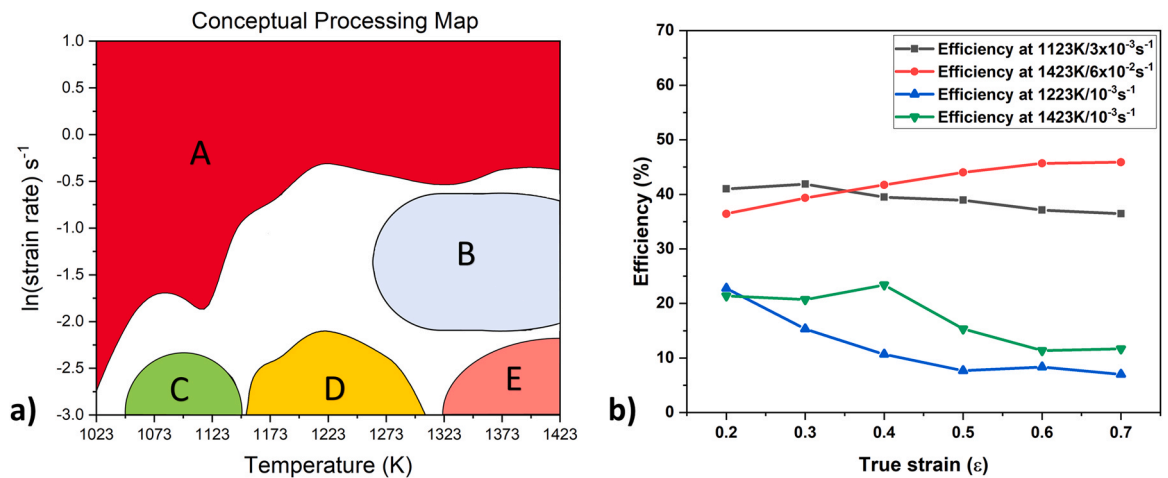 Conceptual Processing Map
1.0
0.5
0.0
-0.5
-1.0
-1.5
-2.0
-2.5
-3.0
ln(strain rate) s⁻¹
A
B
C
D
E
1023 1073 1123 1173 1223 1273 1323 1373 1423
Temperature (K)
a)
70
60
50
40
30
20
10
0
Efficiency (%)
Efficiency at 1123K/3x10⁻³s⁻¹
Efficiency at 1423K/6x10⁻²s⁻¹
Efficiency at 1223K/10⁻³s⁻¹
Efficiency at 1423K/10⁻³s⁻¹
0.2 0.3 0.4 0.5 0.6 0.7
True strain (ε)
b)